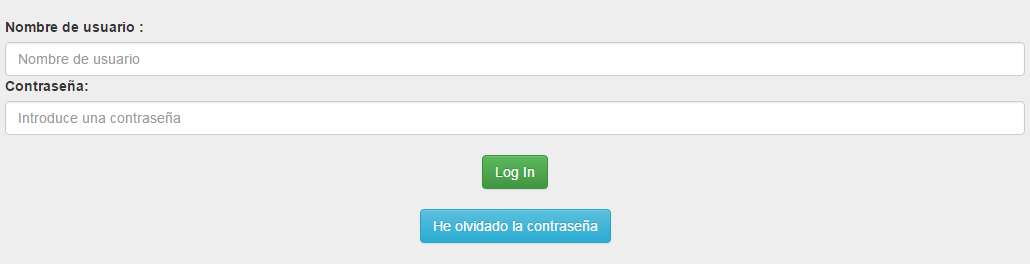 Nombre de usuario :
Nombre de usuario
Contraseña:
Introduce una contraseña
Log In
He olvidado la contraseña